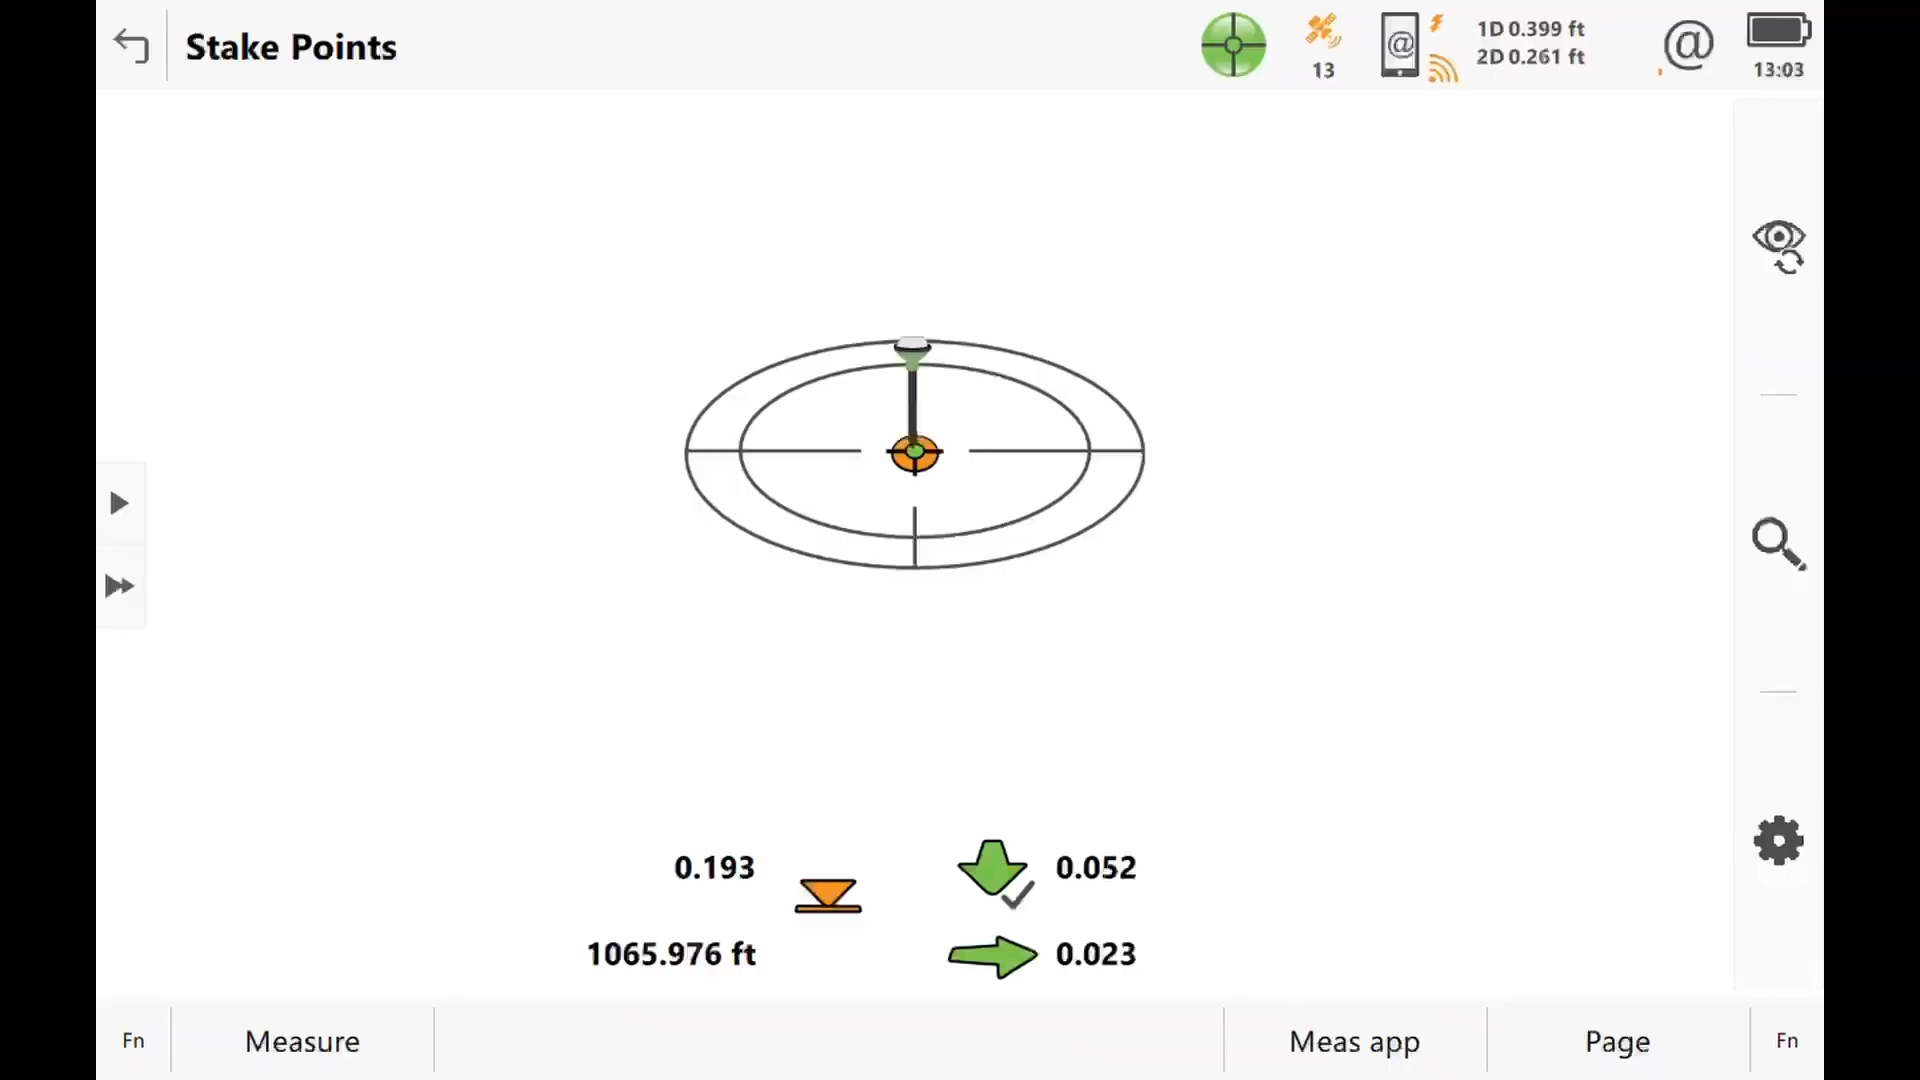 Stake Points
13
@
1D 0.399 ft
2D 0.261 ft
@
13:03
0.193
0.052
1065.976 ft
0.023
Fn
Measure
Meas app
Page
Fn